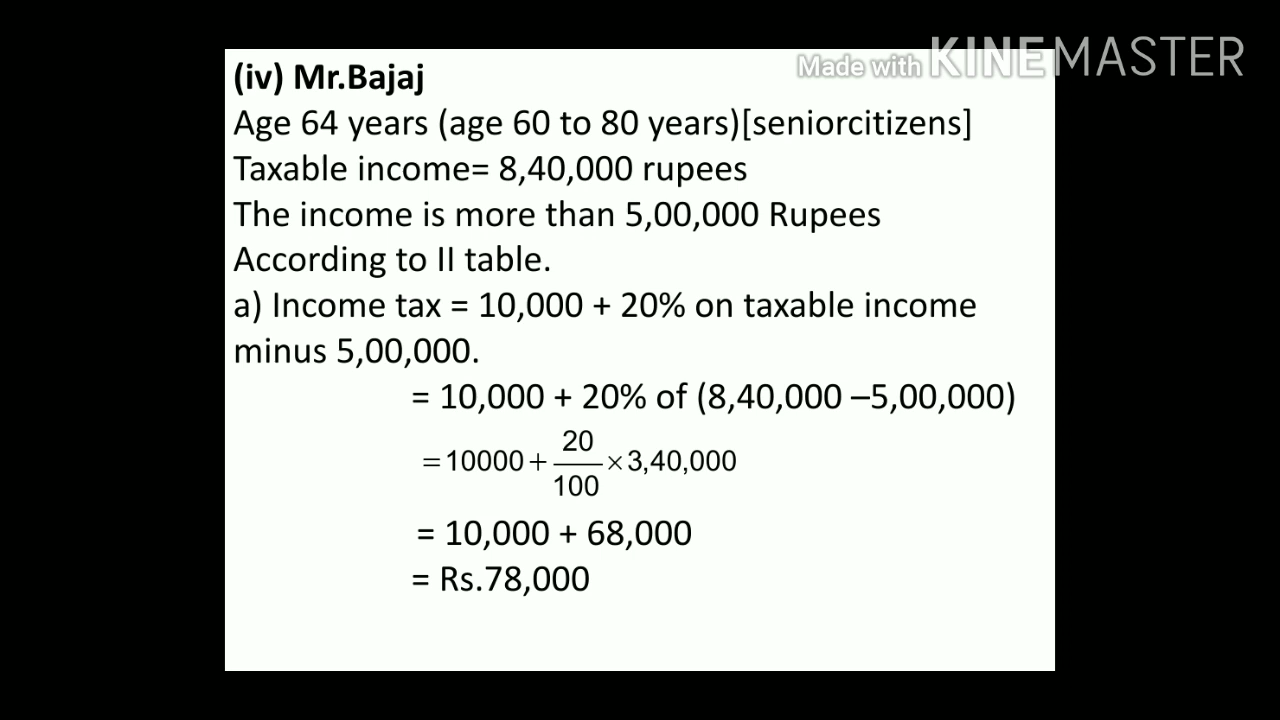 Made with KINEMASTER
(iv) Mr.Bajaj
Age 64 years (age 60 to 80 years)[seniorcitizens]
Taxable income= 8,40,000 rupees
The income is more than 5,00,000 Rupees
According to II table.
a) Income tax = 10,000 + 20% on taxable income
minus 5,00,000.
= 10,000 + 20% of (8,40,000 –5,00,000)
= 10000 + 20/100 × 3,40,000
= 10,000 + 68,000
= Rs.78,000